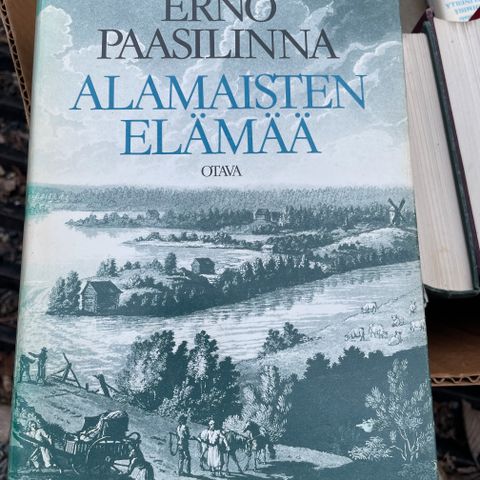 ERNO
PAASILINNA
ALAMAISTEN
ELÄMÄÄ
OTAVA